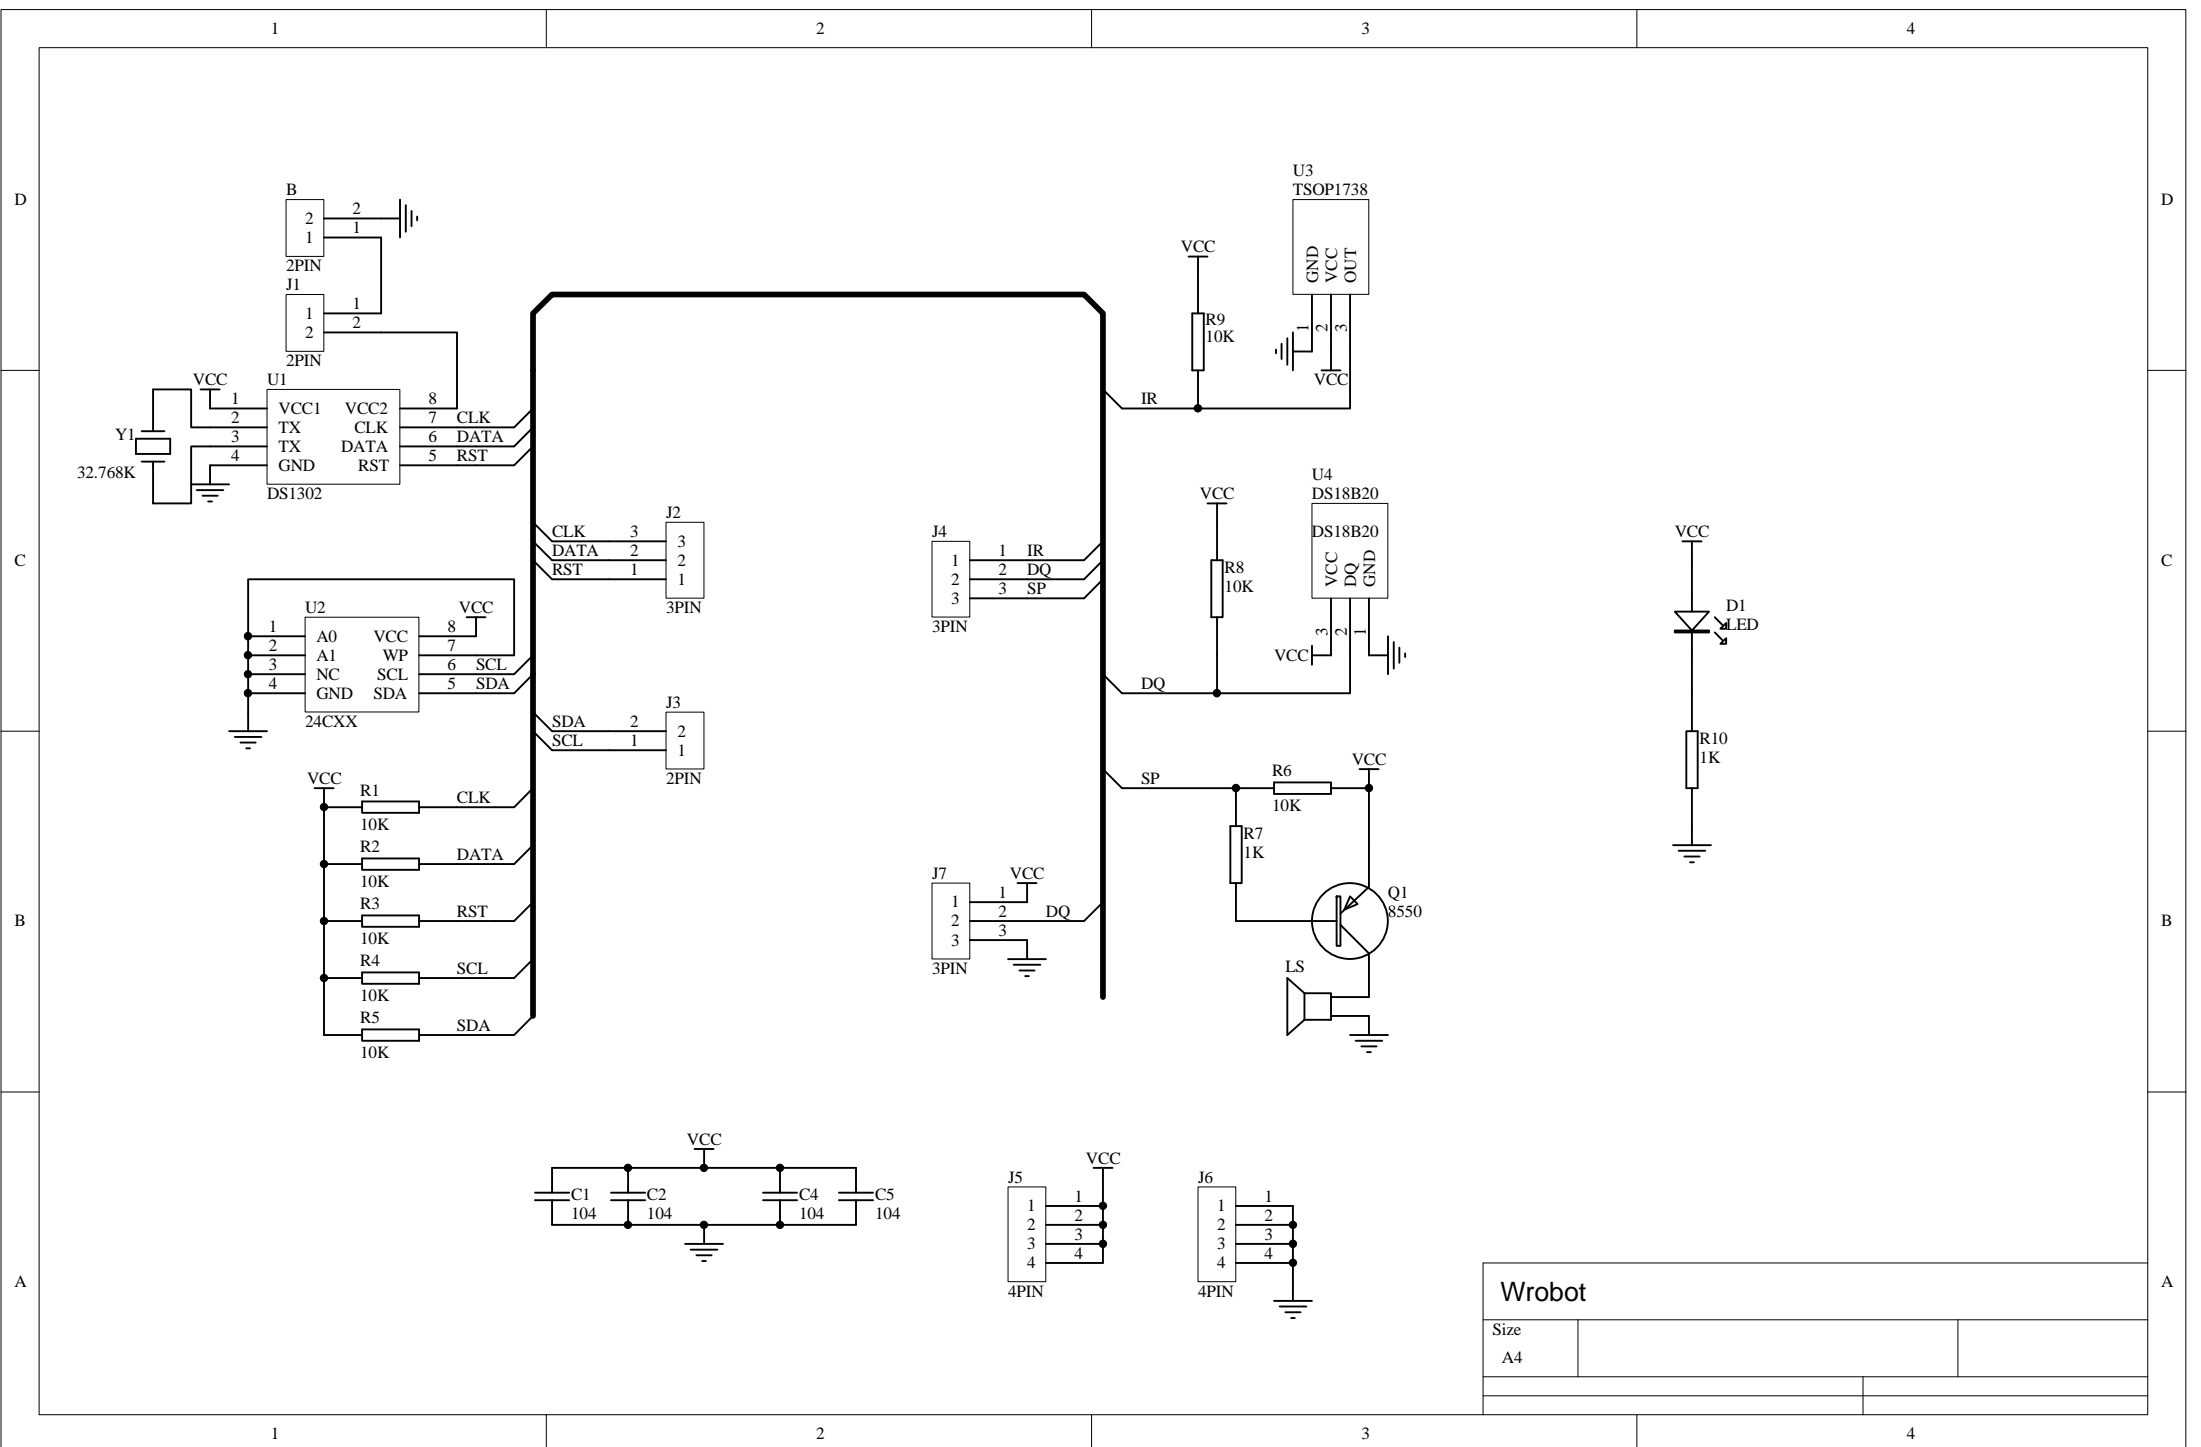 1 2 3 4
D D
C C
B B
A A
B
2 2
1 1
2PIN
J1
1 1
2 2
2PIN
VCC
U1
1 VCC1 VCC2 8
2 TX CLK 7 CLK
3 TX DATA 6 DATA
4 GND RST 5 RST
DS1302
Y1
32.768K
U2
VCC
1 A0 VCC 8
2 A1 WP 7
3 NC SCL 6 SCL
4 GND SDA 5 SDA
24CXX
VCC
R1 CLK
10K
R2 DATA
10K
R3 RST
10K
R4 SCL
10K
R5 SDA
10K
J2
CLK 3 3
DATA 2 2
RST 1 1
3PIN
J3
SDA 2 2
SCL 1 1
2PIN
J4
1 1 IR
2 2 DQ
3 3 SP
3PIN
J7
VCC
1 1
2 2 DQ
3 3
3PIN
U3
TSOP1738
GND
VCC
OUT
1
2
3
VCC
VCC
R9
10K
IR
U4
DS18B20
DS18B20
VCC
DQ
GND
3
2
1
VCC
VCC
R8
10K
DQ
SP
R6
10K
VCC
R7
1K
Q1
8550
LS
VCC
D1
LED
R10
1K
VCC
C1
104
C2
104
C4
104
C5
104
J5
VCC
1 1
2 2
3 3
4 4
4PIN
J6
1 1
2 2
3 3
4 4
4PIN
Wrobot
Size
A4
1 2 3 4